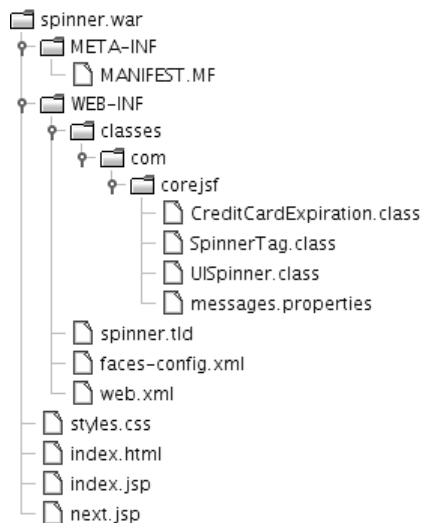 spinner.war
META-INF
MANIFEST.MF
WEB-INF
classes
com
corejsf
CreditCardExpiration.class
SpinnerTag.class
UISpinner.class
messages.properties
spinner.tld
faces-config.xml
web.xml
styles.css
index.html
index.jsp
next.jsp